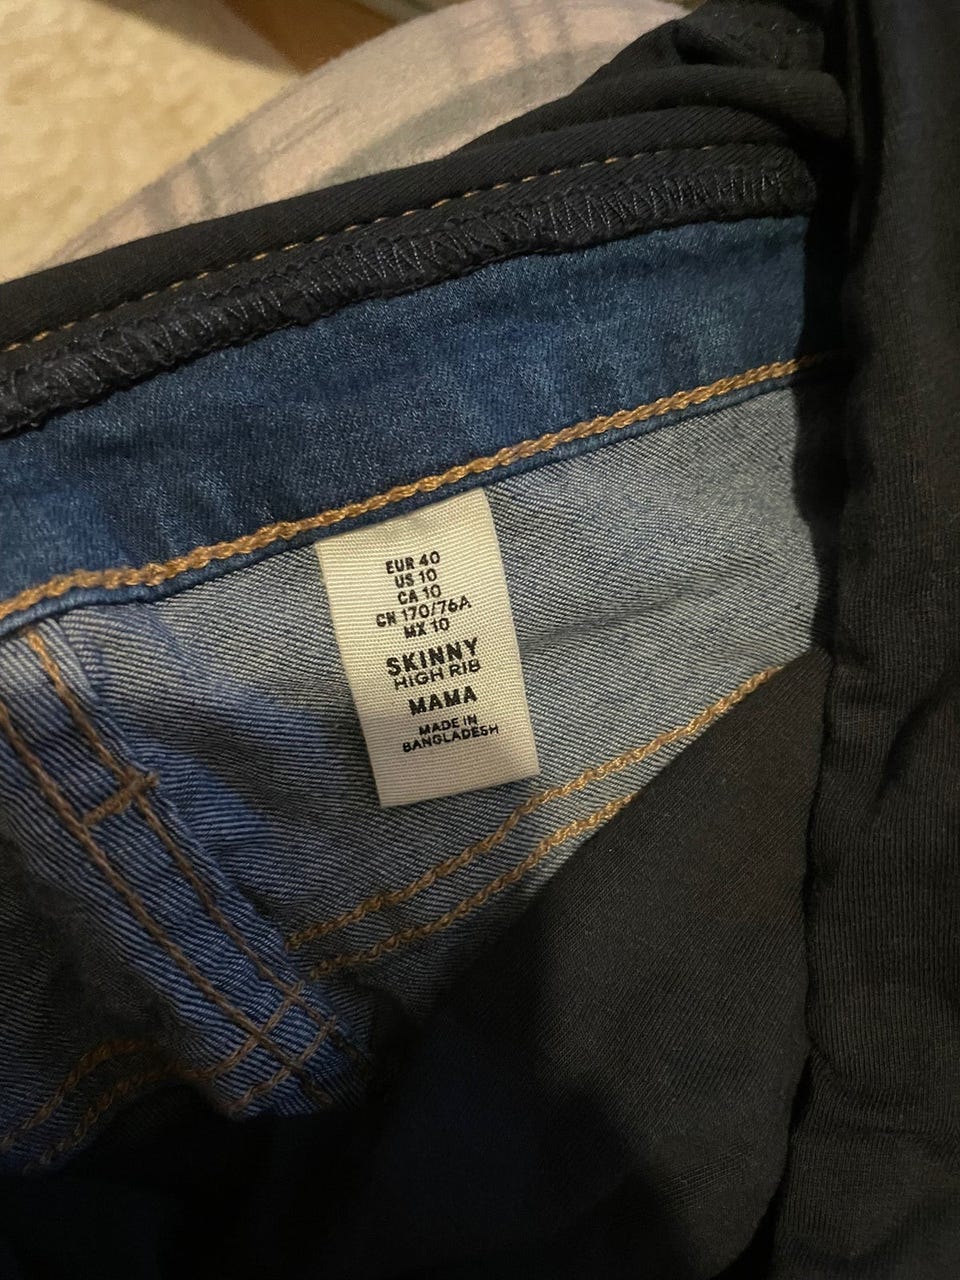 EUR 40
US 10
CA 10
CN 170/76A
MX 10
SKINNY
HIGH RIB
MAMA
MADE IN
BANGLADESH